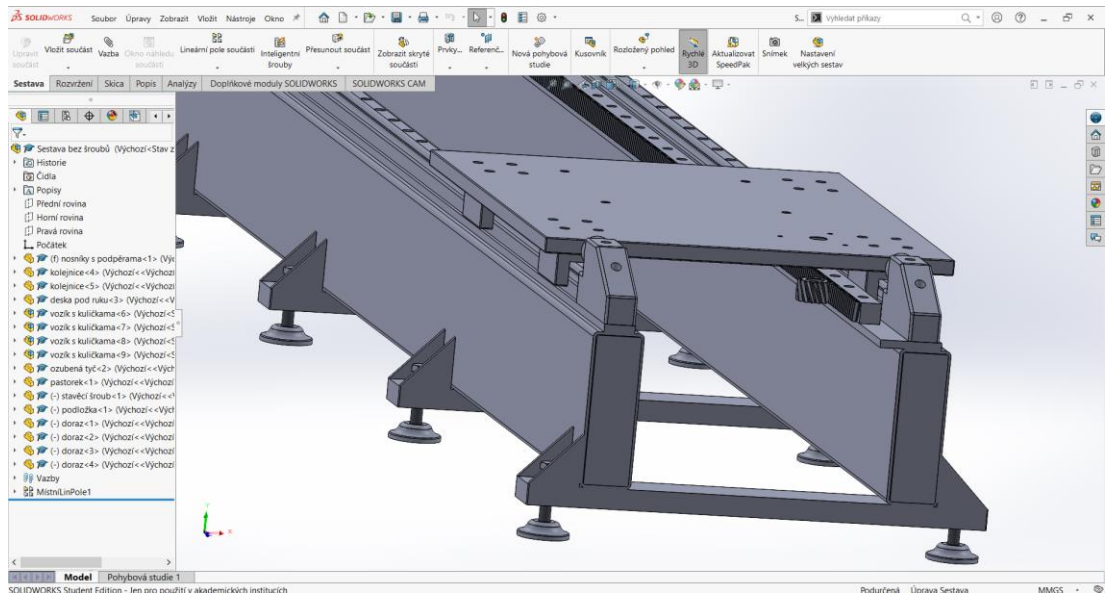 SOLIDWORKS Soubor Úpravy Zobrazit Vložit Nástroje Okno S... Vyhledat příkazy
Upravit součást
Vložit součást
Vazba
Okno náhledu součásti
Lineární pole součásti
Inteligentní šrouby
Přesunout součást
Zobrazit skryté součásti
Prvky...
Referenč...
Nová pohybová studie
Kusovník
Rozložený pohled
Rychlé 3D
Aktualizovat SpeedPak
Snímek
Nastavení velkých sestav
Sestava Rozvržení Skica Popis Analýzy Doplňkové moduly SOLIDWORKS SOLIDWORKS CAM
Sestava bez šroubů (Výchozí<Stav z
Historie
Čidla
Popisy
Přední rovina
Horní rovina
Pravá rovina
Počátek
(f) nosníky s podpěrama<1> (Výc
kolejnice<4> (Výchozí<<Výchozí
kolejnice<5> (Výchozí<<Výchozí
deska pod ruku<3> (Výchozí<<V
vozík s kuličkama<6> (Výchozí<S
vozík s kuličkama<7> (Výchozí<S
vozík s kuličkama<8> (Výchozí<S
vozík s kuličkama<9> (Výchozí<S
ozubená tyč<2> (Výchozí<<Vých
pastorek<1> (Výchozí<<Výchozí
(-) stavěcí šroub<1> (Výchozí<<V
(-) podložka<1> (Výchozí<<Vých
(-) doraz<1> (Výchozí<<Výchozí
(-) doraz<2> (Výchozí<<Výchozí
(-) doraz<3> (Výchozí<<Výchozí
(-) doraz<4> (Výchozí<<Výchozí
Vazby
MístníLinPole1
Y
X
Model Pohybová studie 1
SOLIDWORKS Student Edition - Jen pro použití v akademických institucích Podurčená Úprava Sestava MMGS